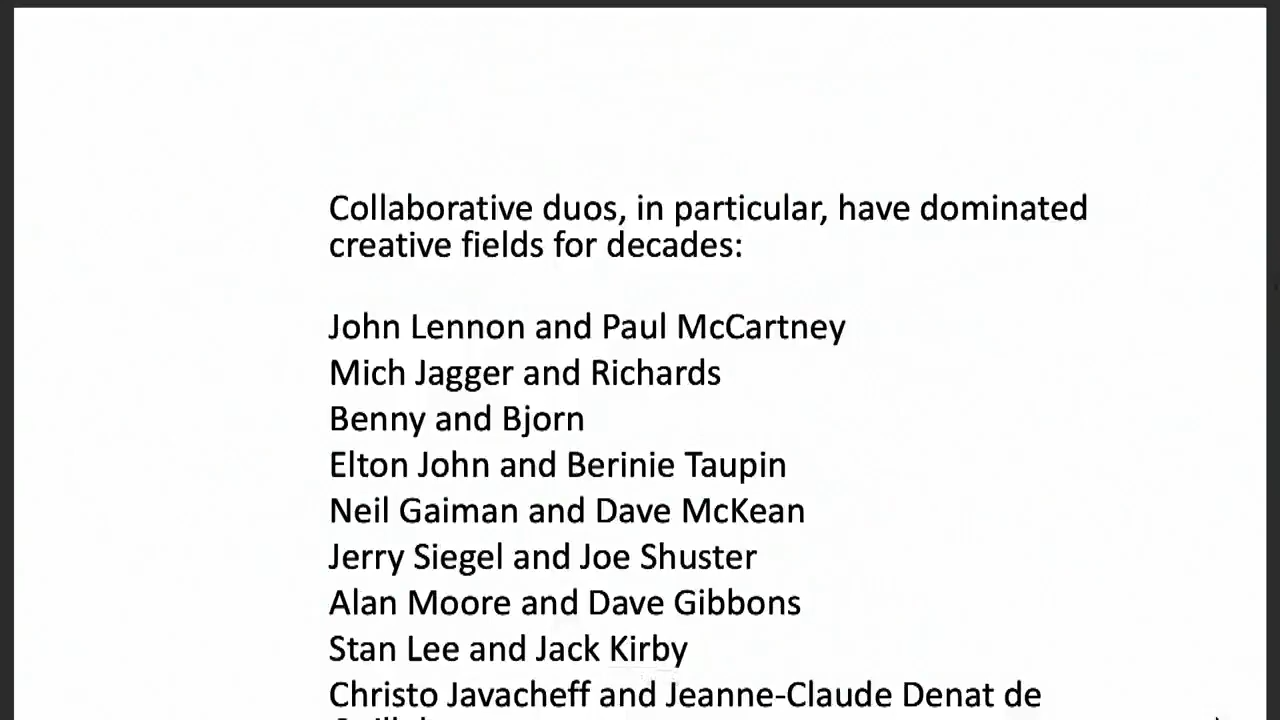 Collaborative duos, in particular, have dominated
creative fields for decades:
John Lennon and Paul McCartney
Mich Jagger and Richards
Benny and Bjorn
Elton John and Berinie Taupin
Neil Gaiman and Dave McKean
Jerry Siegel and Joe Shuster
Alan Moore and Dave Gibbons
Stan Lee and Jack Kirby
Christo Javacheff and Jeanne-Claude Denat de